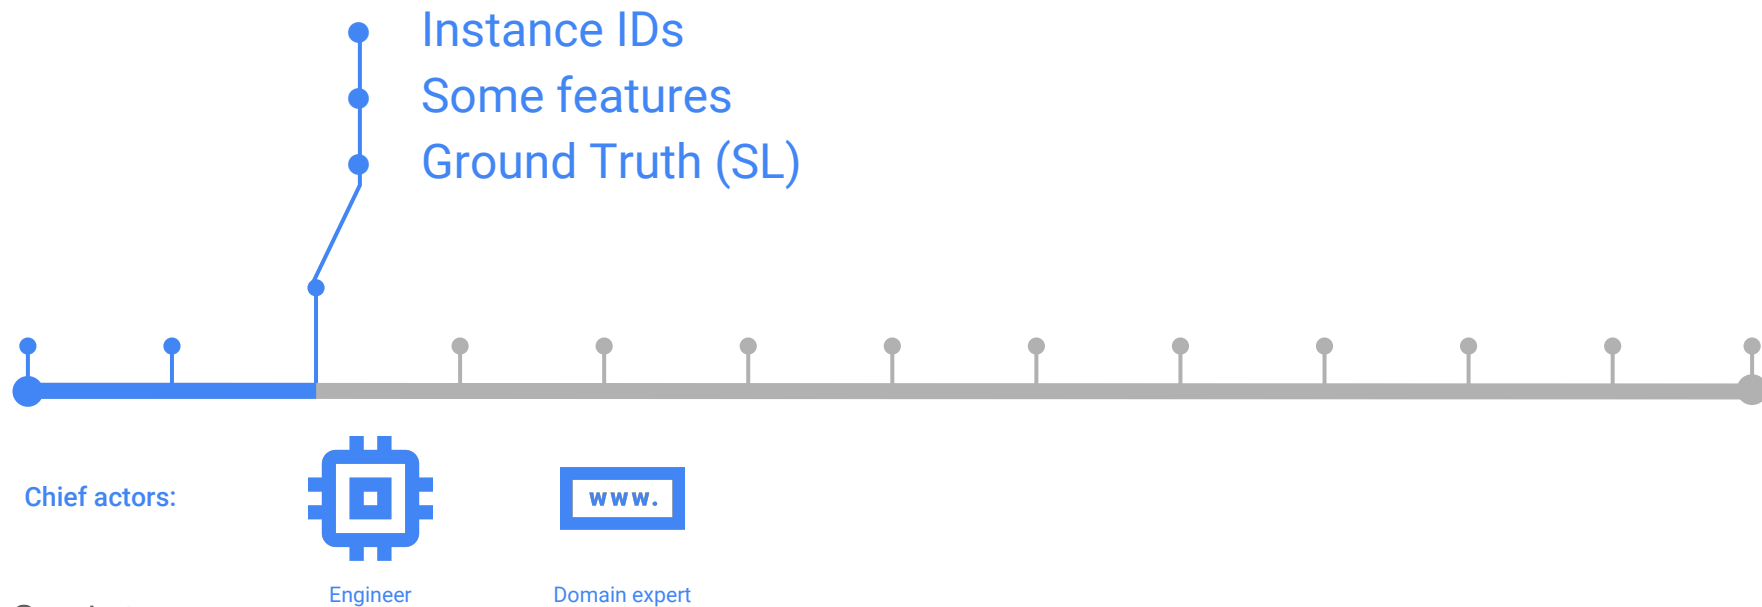 Instance IDs
Some features
Ground Truth (SL)
Chief actors:
www.
Engineer
Domain expert